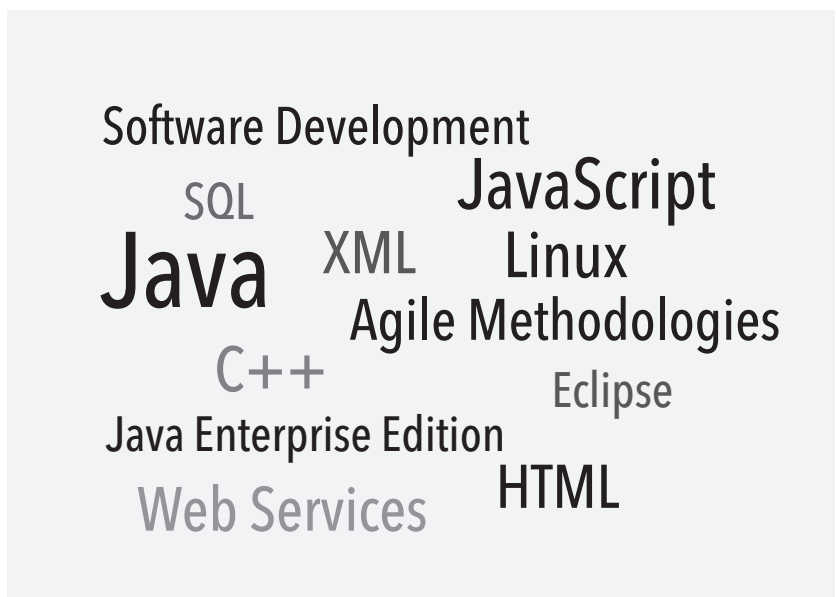 Software Development
JavaScript
SQL
Java
XML
Linux
Agile Methodologies
C++
Eclipse
Java Enterprise Edition
HTML
Web Services